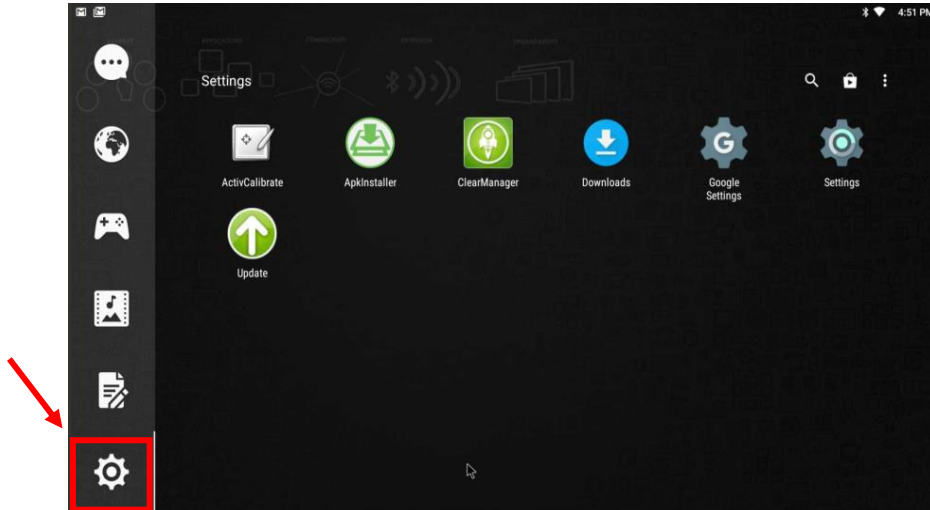 4:51 PM
Settings
ActivCalibrate
ApkInstaller
ClearManager
Downloads
Google
Settings
Settings
Update